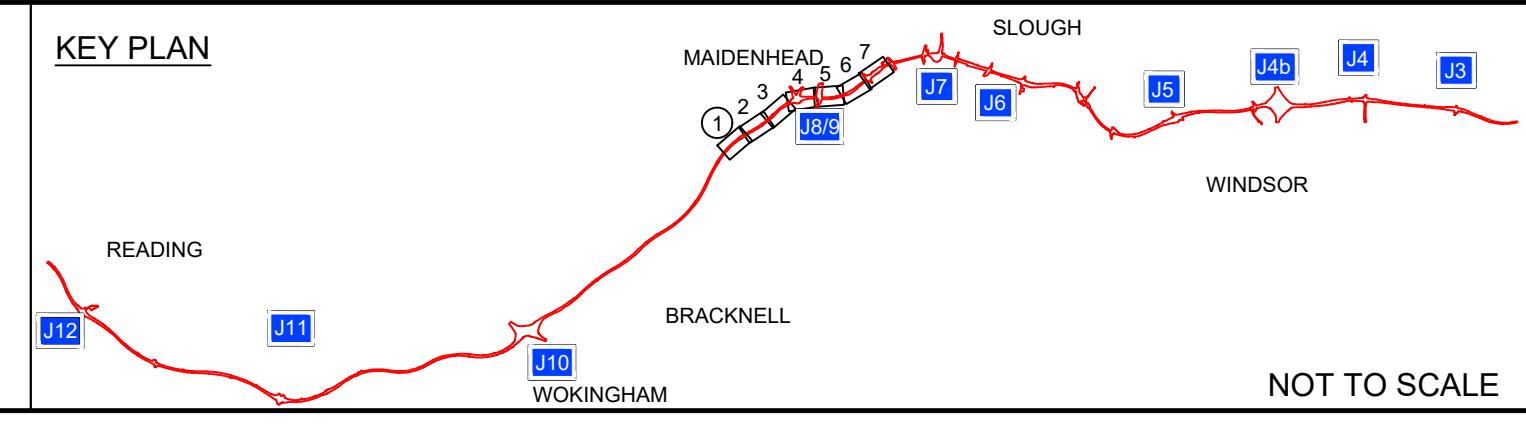 KEY PLAN
SLOUGH
MAIDENHEAD
1 2 3 4 5 6 7
J8/9
J7
J6
J5
J4b
J4
J3
WINDSOR
READING
J12
J11
BRACKNELL
J10
WOKINGHAM
NOT TO SCALE